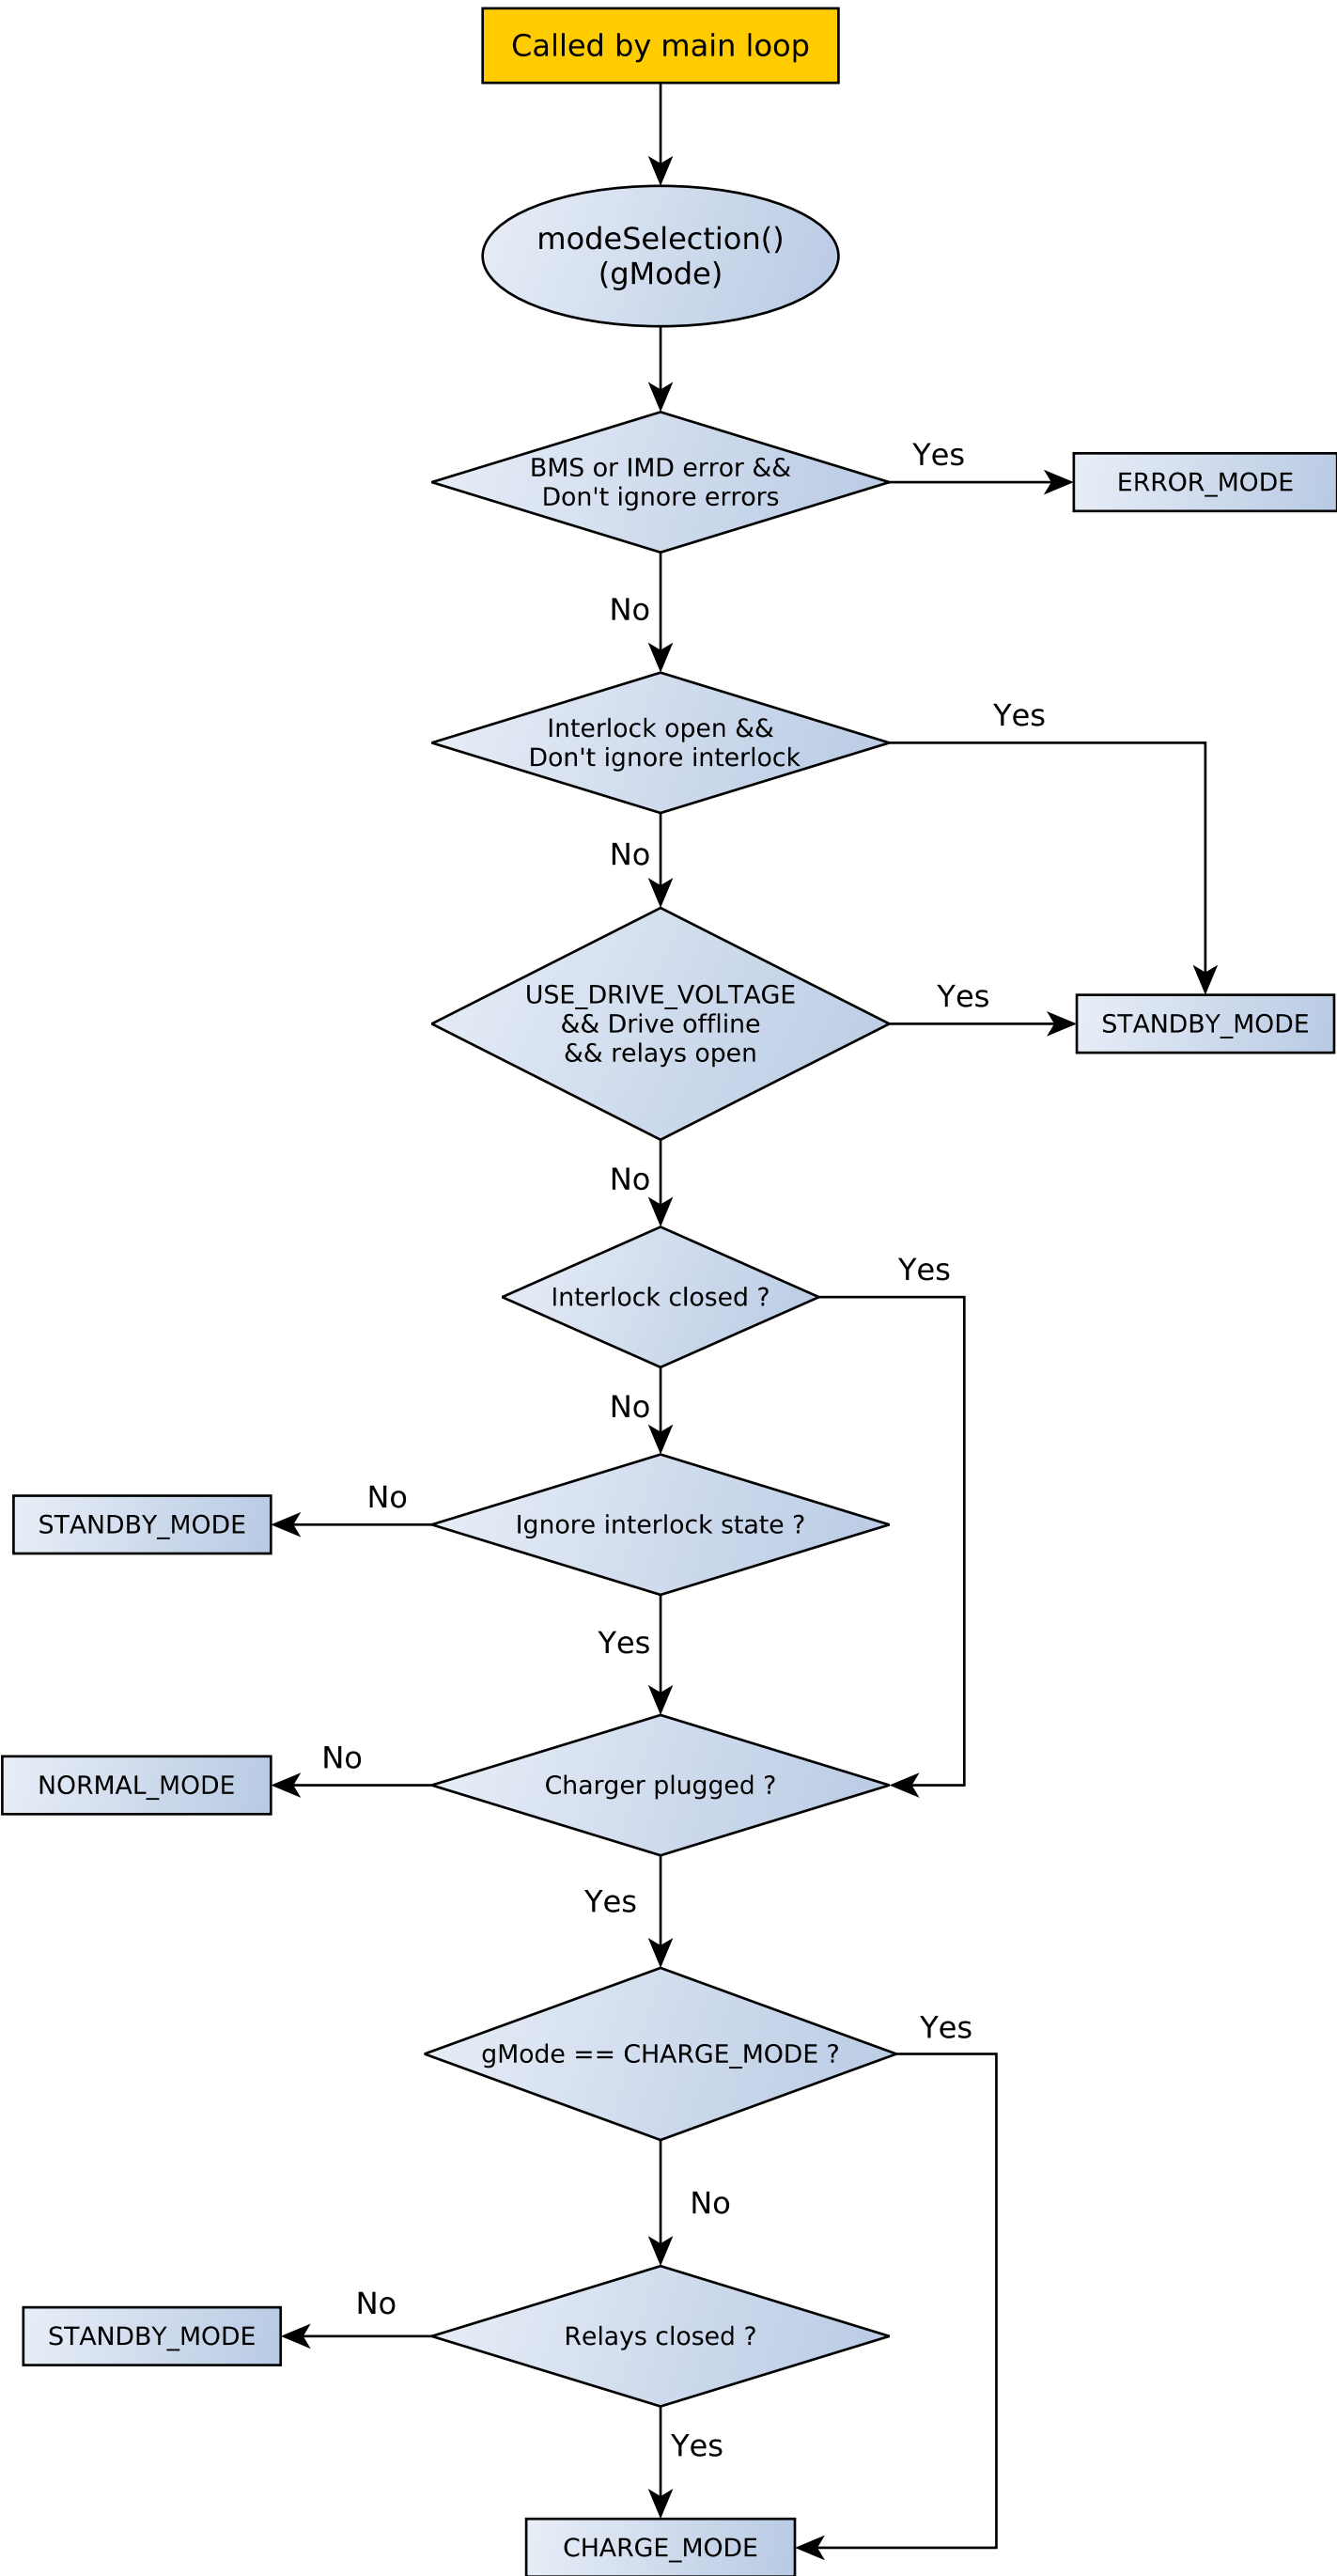 Called by main loop
modeSelection()
(gMode)
BMS or IMD error &&
Don't ignore errors
Yes
ERROR_MODE
No
Interlock open &&
Don't ignore interlock
Yes
No
USE_DRIVE_VOLTAGE
&& Drive offline
&& relays open
Yes
STANDBY_MODE
No
Interlock closed ?
Yes
No
STANDBY_MODE
No
Ignore interlock state ?
Yes
NORMAL_MODE
No
Charger plugged ?
Yes
gMode == CHARGE_MODE ?
Yes
No
STANDBY_MODE
No
Relays closed ?
Yes
CHARGE_MODE